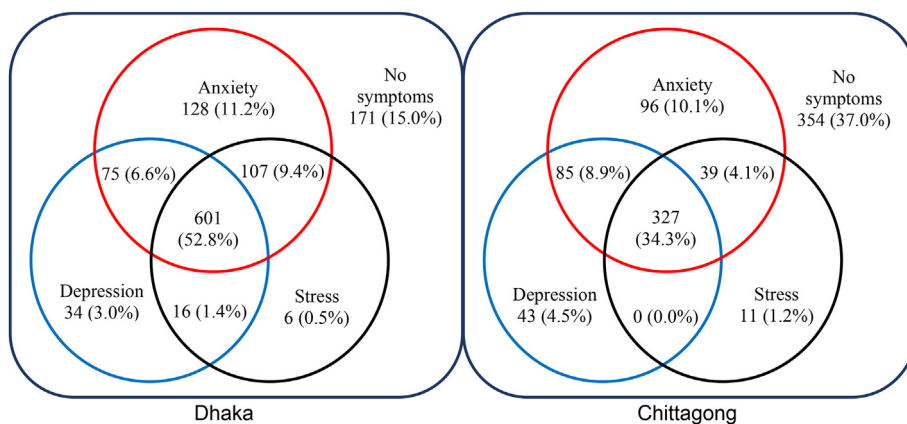 Anxiety
128 (11.2%)
No
symptoms
171 (15.0%)
75 (6.6%)
107 (9.4%)
601
(52.8%)
Depression
34 (3.0%)
16 (1.4%)
Stress
6 (0.5%)
Dhaka
Anxiety
96 (10.1%)
No
symptoms
354 (37.0%)
85 (8.9%)
39 (4.1%)
327
(34.3%)
Depression
43 (4.5%)
0 (0.0%)
Stress
11 (1.2%)
Chittagong